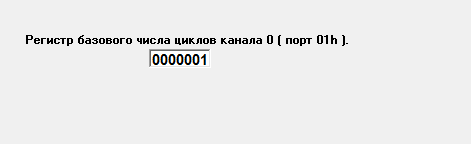 Регистр базового числа циклов канала 0 ( порт 01h ).
0000001